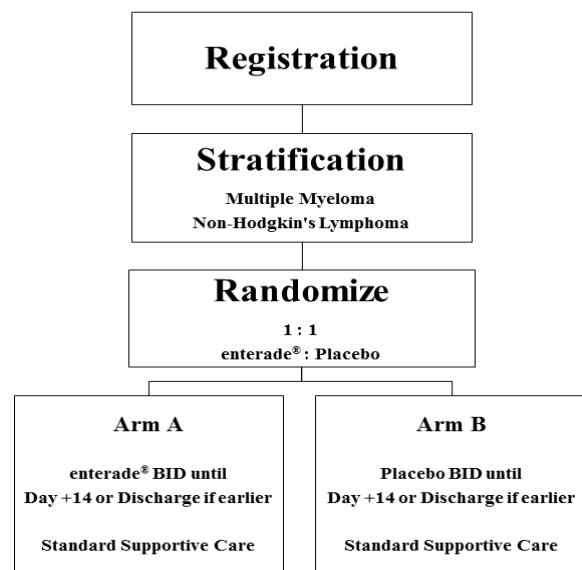 Registration
Stratification
Multiple Myeloma
Non-Hodgkin's Lymphoma
Randomize
1 : 1
enterade® : Placebo
Arm A
enterade® BID until
Day +14 or Discharge if earlier
Standard Supportive Care
Arm B
Placebo BID until
Day +14 or Discharge if earlier
Standard Supportive Care